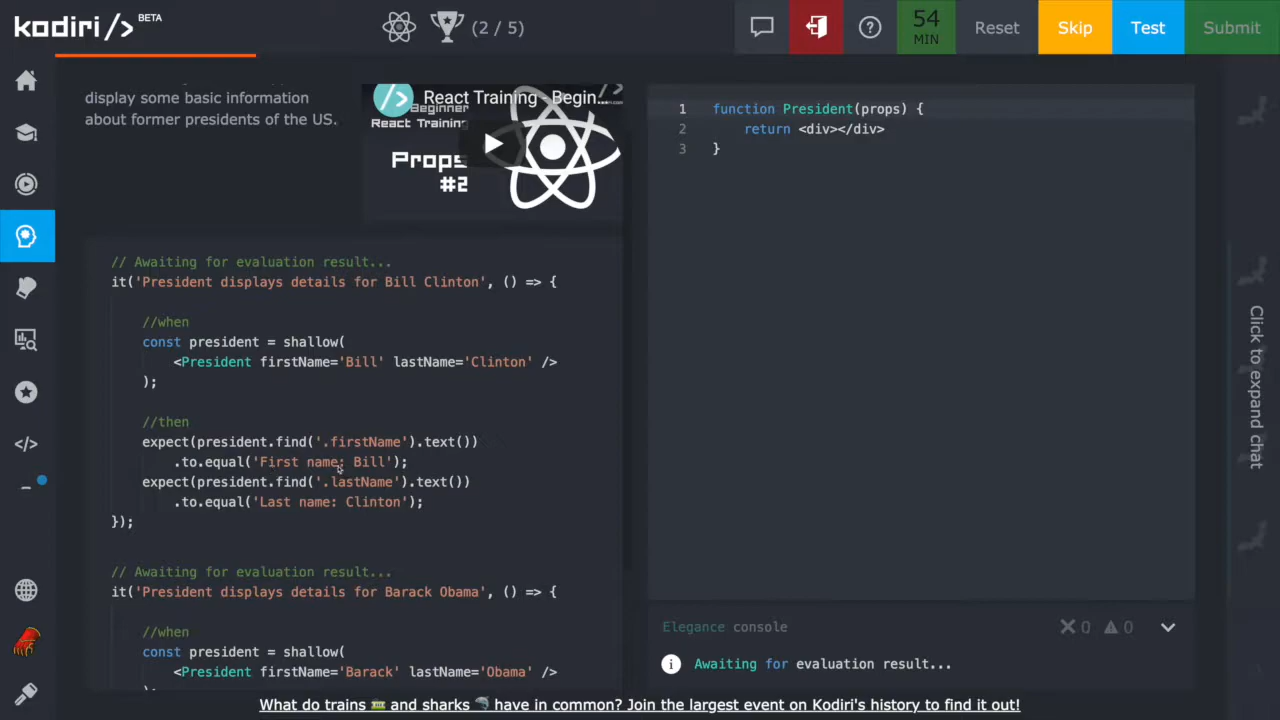 kodiri/> BETA
(2 / 5)
54
MIN
Reset
Skip
Test
Submit
display some basic information
about former presidents of the US.
React Training - Begin...
Beginner
React Training
Props
#2
// Awaiting for evaluation result...
it('President displays details for Bill Clinton', () => {
//when
const president = shallow(
<President firstName='Bill' lastName='Clinton' />
);
//then
expect(president.find('.firstName').text())
.to.equal('First name: Bill');
expect(president.find('.lastName').text())
.to.equal('Last name: Clinton');
});
// Awaiting for evaluation result...
it('President displays details for Barack Obama', () => {
//when
const president = shallow(
<President firstName='Barack' lastName='Obama' />
1 function President(props) {
2 return <div></div>
3 }
Elegance console
0
0
Awaiting for evaluation result...
Click to expand chat
What do trains 🚃 and sharks 🦈 have in common? Join the largest event on Kodiri's history to find it out!